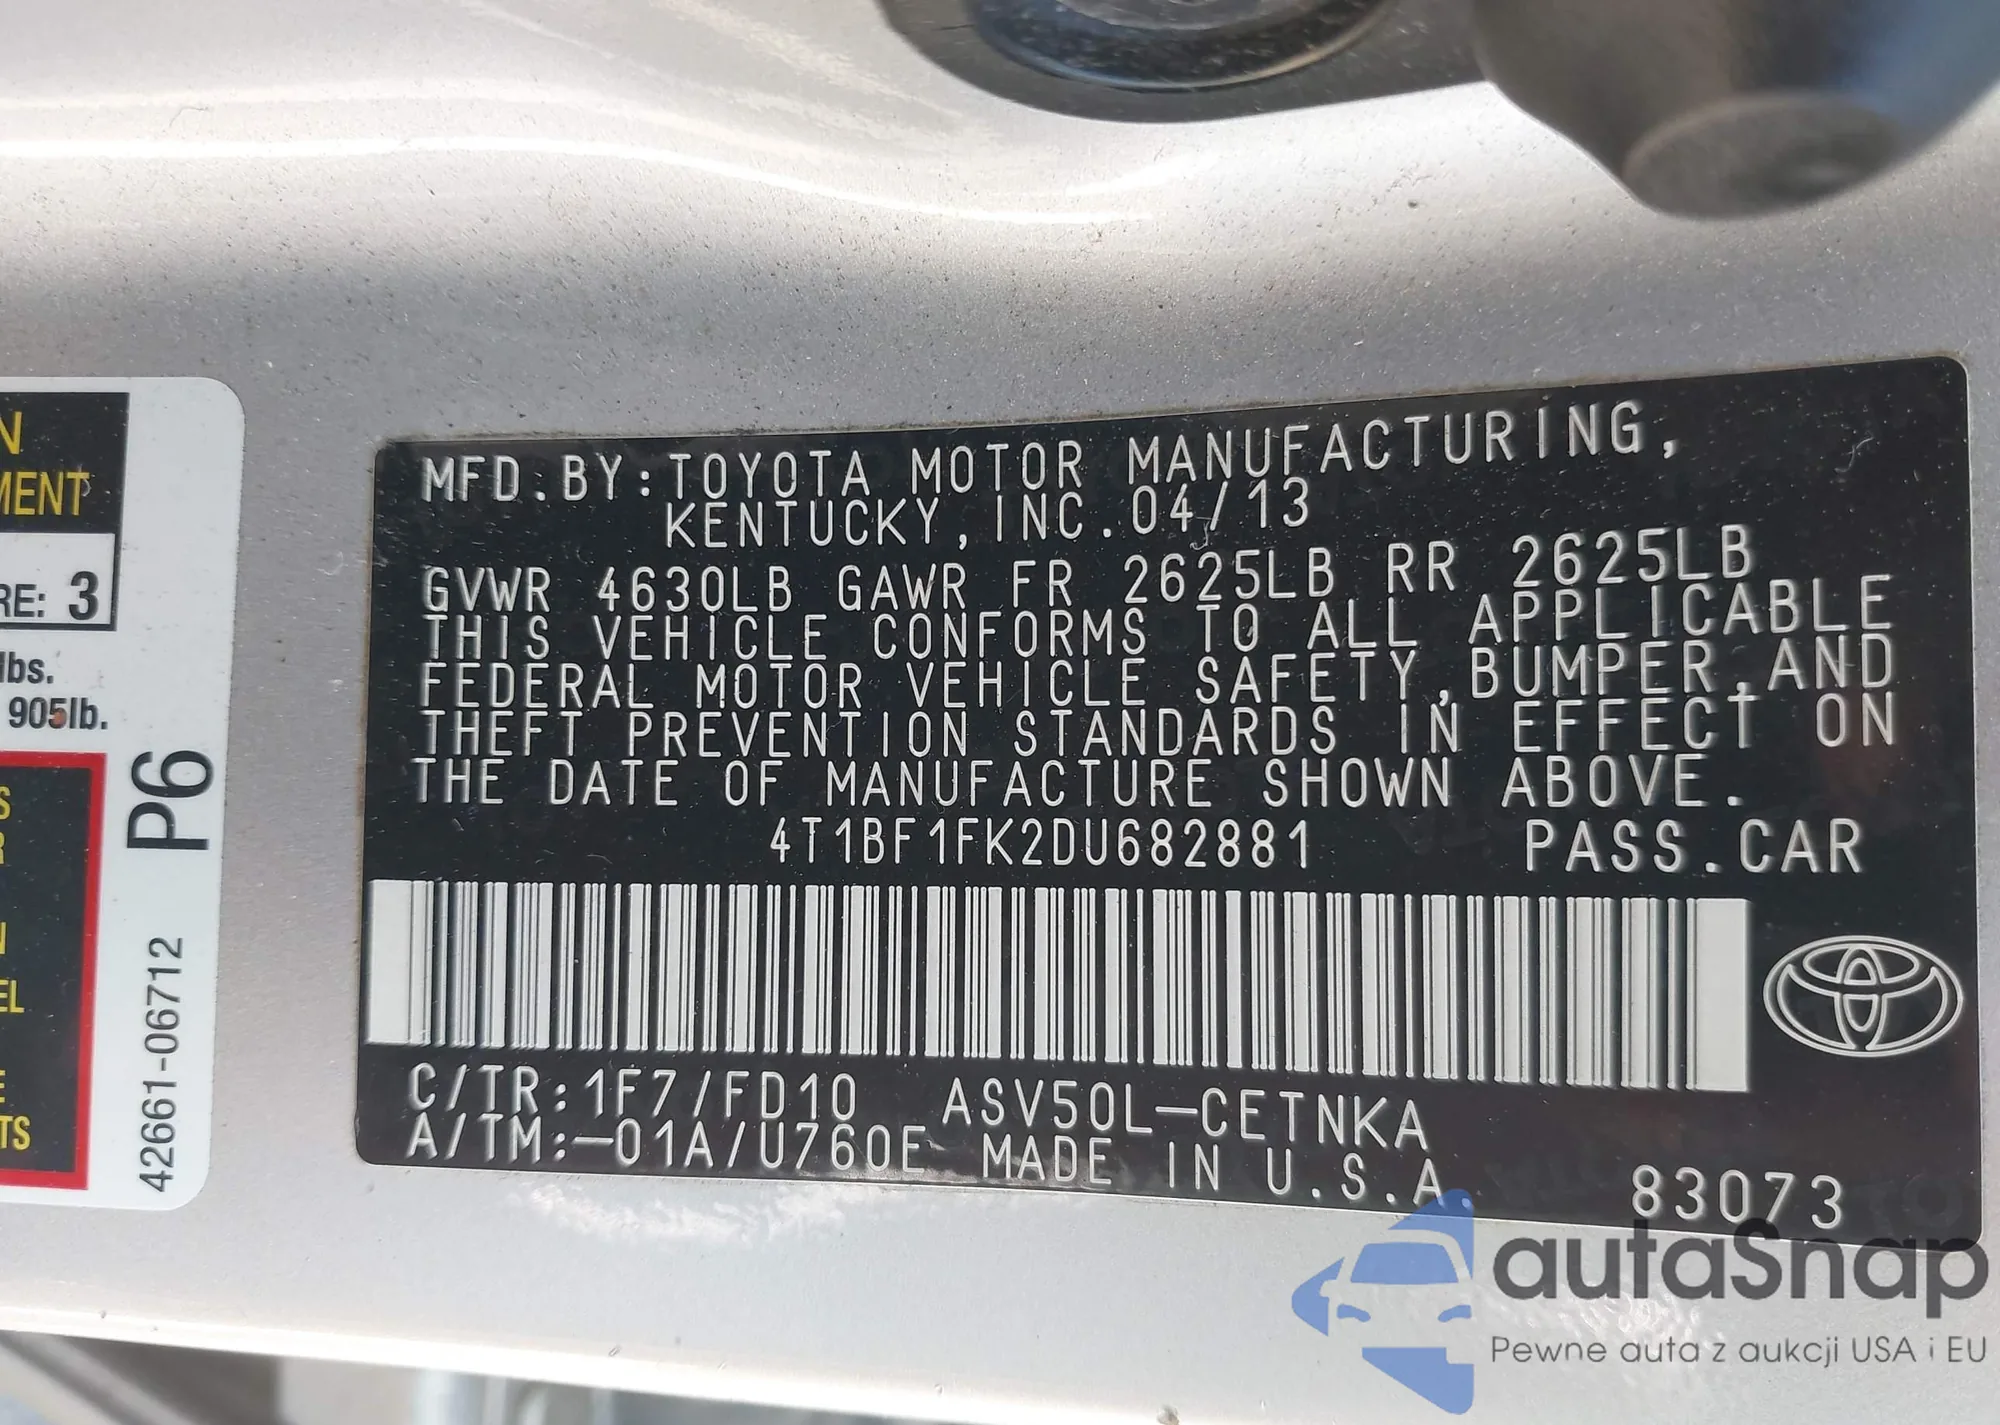 N
MENT
RE: 3
lbs.
905lb.
S
R
N
EL
E
TS
P6
42661-06712
MFD.BY:TOYOTA MOTOR MANUFACTURING,
KENTUCKY,INC.04/13
GVWR 4630LB GAWR FR 2625LB RR 2625LB
THIS VEHICLE CONFORMS TO ALL APPLICABLE
FEDERAL MOTOR VEHICLE SAFETY,BUMPER,AND
THEFT PREVENTION STANDARDS IN EFFECT ON
THE DATE OF MANUFACTURE SHOWN ABOVE.
4T1BF1FK2DU682881 PASS.CAR
C/TR:1F7/FD10 ASV50L-CETNKA
A/TM:-01A/U760E MADE IN U.S.A
83073
autaSnap
Pewne auta z aukcji USA i EU